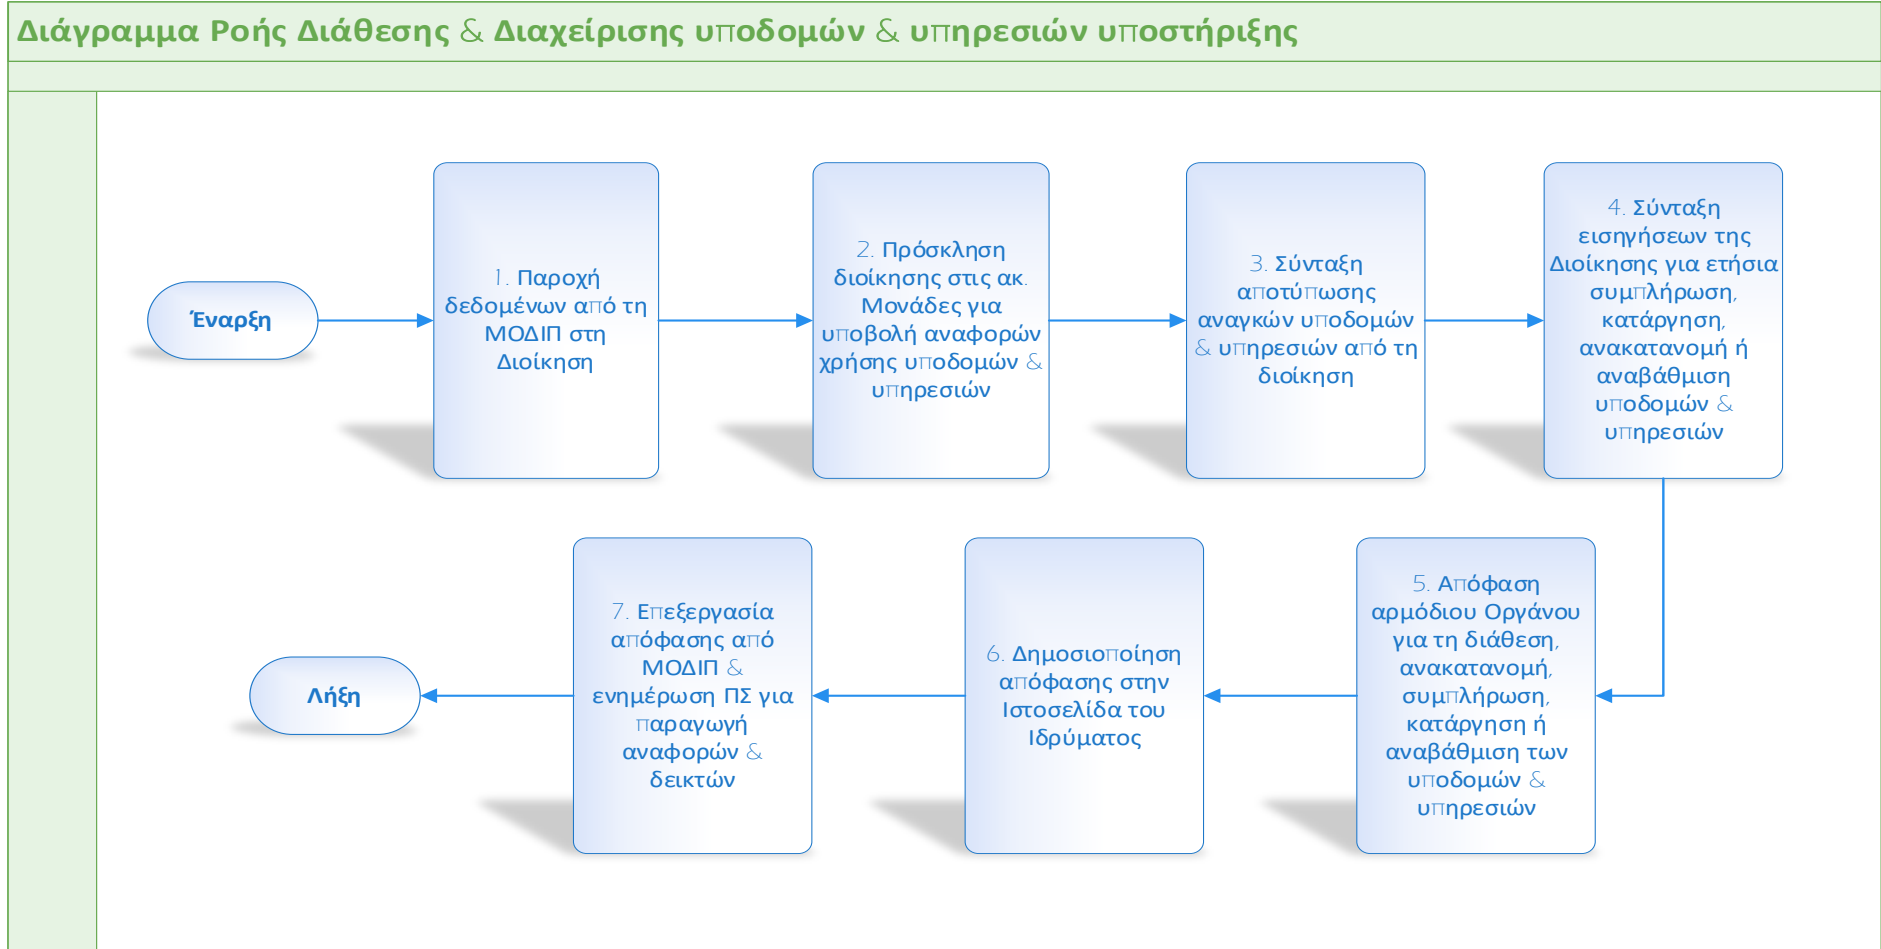 Διάγραμμα Ροής Διάθεσης & Διαχείρισης υποδομών & υπηρεσιών υποστήριξης
Έναρξη
1. Παροχή
δεδομένων από τη
ΜΟΔΙΠ στη
Διοίκηση
2. Πρόσκληση
διοίκησης στις ακ.
Μονάδες για
υποβολή αναφορών
χρήσης υποδομών &
υπηρεσιών
3. Σύνταξη
αποτύπωσης
αναγκών υποδομών
& υπηρεσιών από τη
διοίκηση
4. Σύνταξη
εισηγήσεων της
Διοίκησης για ετήσια
συμπλήρωση,
κατάργηση,
ανακατανομή ή
αναβάθμιση
υποδομών &
υπηρεσιών
5. Απόφαση
αρμόδιου Οργάνου
για τη διάθεση,
ανακατανομή,
συμπλήρωση,
κατάργηση ή
αναβάθμιση των
υποδομών &
υπηρεσιών
6. Δημοσιοποίηση
απόφασης στην
Ιστοσελίδα του
Ιδρύματος
7. Επεξεργασία
απόφασης από
ΜΟΔΙΠ &
ενημέρωση ΠΣ για
παραγωγή
αναφορών &
δεικτών
Λήξη